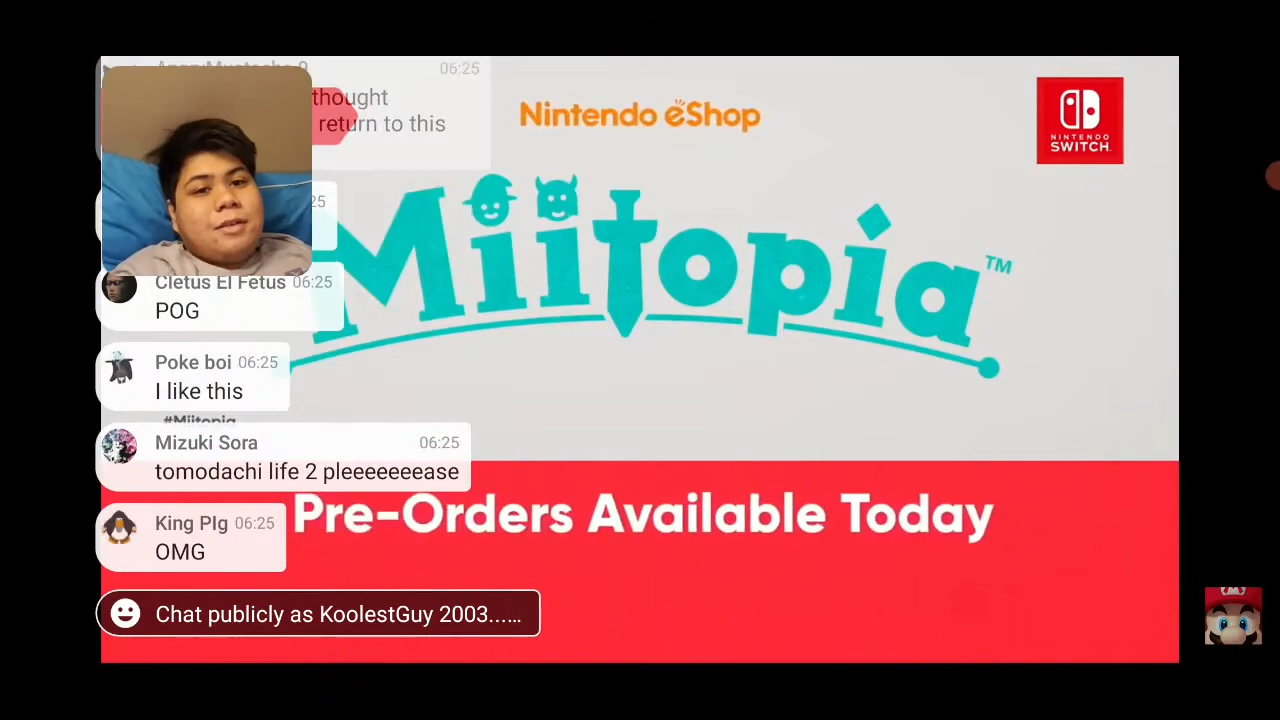 06:25
thought
return to this
25
Cletus El Fetus 06:25
POG
Poke boi 06:25
I like this
#Miitopia
Mizuki Sora 06:25
tomodachi life 2 pleeeeeeease
King PIg 06:25
OMG
Chat publicly as KoolestGuy 2003......
Nintendo eShop
NINTENDO
SWITCH
Miitopia™
Pre-Orders Available Today